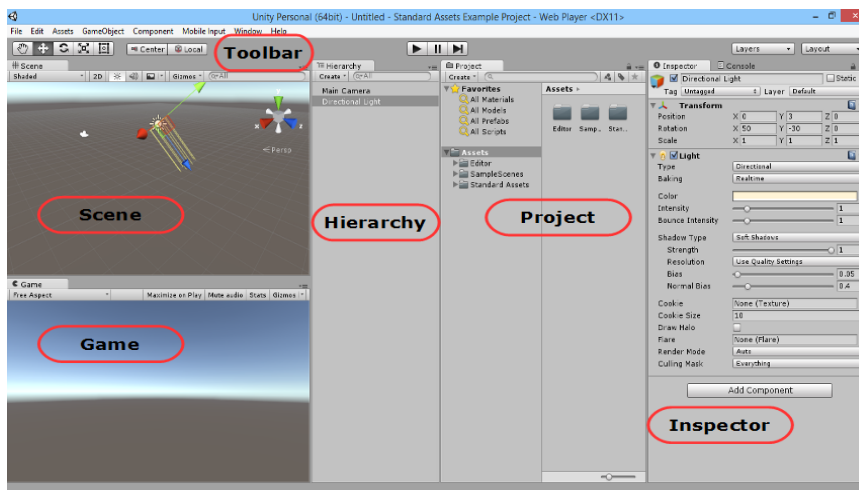 Unity Personal (64bit) - Untitled - Standard Assets Example Project - Web Player <DX11>
File Edit Assets GameObject Component Mobile Input Window Help
Center Local Layers Layout
Toolbar
Scene
Shaded 2D Gizmos All
x Persp
Scene
Game
Free Aspect Maximize on Play Mute audio Stats Gizmos
Game
Hierarchy
Create All
Main Camera
Directional Light
Hierarchy
Project
Create
Favorites
All Materials
All Models
All Prefabs
All Scripts
Assets
Editor
SampleScenes
Standard Assets
Assets
Editor Samp... Stan...
Project
Inspector Console
Directional Light Static
Tag Untagged Layer Default
Transform
Position X 0 Y 3 Z 0
Rotation X 50 Y -30 Z 0
Scale X 1 Y 1 Z 1
Light
Type Directional
Baking Realtime
Color
Intensity 1
Bounce Intensity 1
Shadow Type Soft Shadows
Strength 1
Resolution Use Quality Settings
Bias 0.05
Normal Bias 0.4
Cookie None (Texture)
Cookie Size 10
Draw Halo
Flare None (Flare)
Render Mode Auto
Culling Mask Everything
Add Component
Inspector